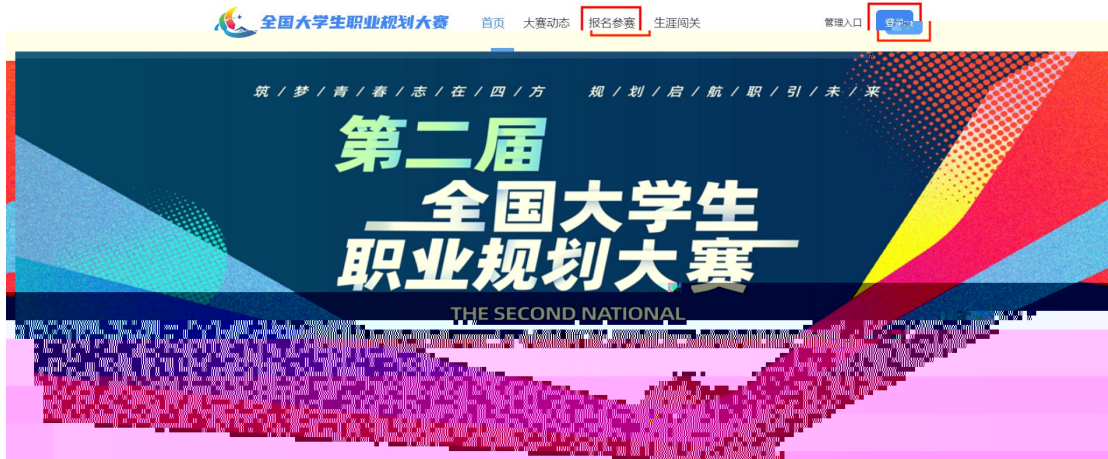 全国大学生职业规划大赛 首页 大赛动态 报名参赛 生涯闯关 管理入口 登录
筑/梦/青/春/志/在/四/方 规/划/启/航/职/引/未/来
第二届
全国大学生
职业规划大赛
THE SECOND NATIONAL